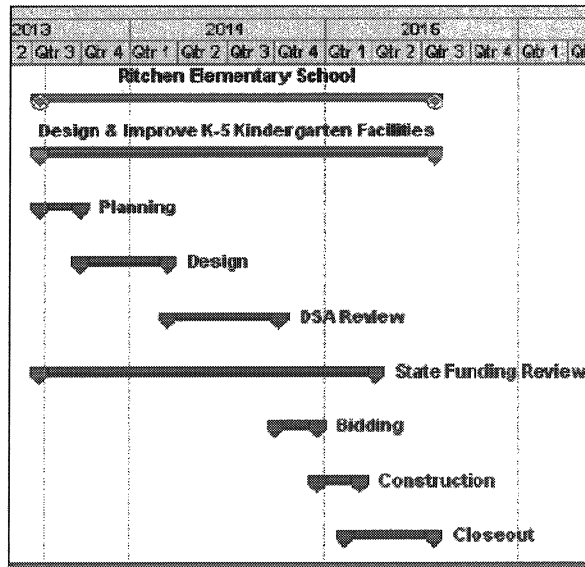 2013 2014 2015
2 Qtr 3 Qtr 4 Qtr 1 Qtr 2 Qtr 3 Qtr 4 Qtr 1 Qtr 2 Qtr 3 Qtr 4 Qtr 1
Ritchen Elementary School
Design & Improve K-5 Kindergarten Facilities
Planning
Design
DSA Review
State Funding Review
Bidding
Construction
Closeout